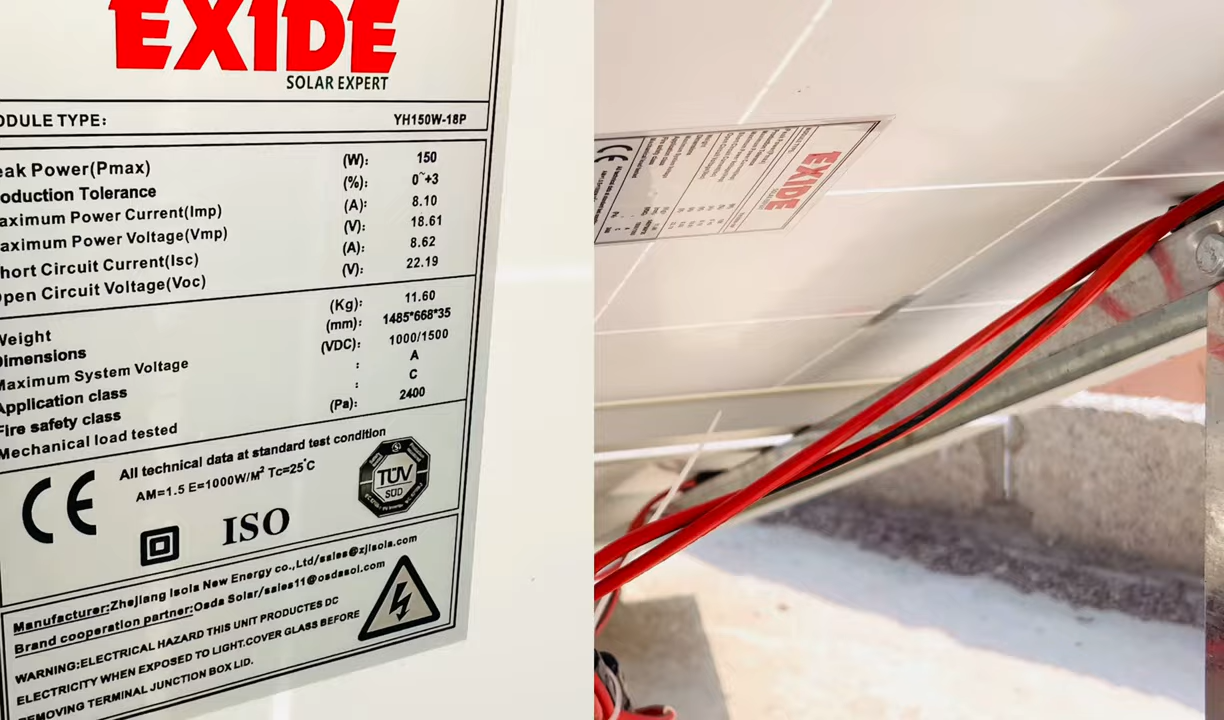 EXIDE
SOLAR EXPERT
ODULE TYPE: YH150W-18P
eak Power(Pmax) (W): 150
oduction Tolerance (%): 0~+3
aximum Power Current(Imp) (A): 8.10
aximum Power Voltage(Vmp) (V): 18.61
hort Circuit Current(Isc) (A): 8.62
pen Circuit Voltage(Voc) (V): 22.19
Weight (Kg): 11.60
Dimensions (mm): 1485*668*35
Maximum System Voltage (VDC): 1000/1500
Application class : A
Fire safety class : C
Mechanical load tested (Pa): 2400
All technical data at standard test condition
AM=1.5 E=1000W/M² Tc=25°C
CE
TÜV
SÜD
ISO
Manufacturer:Zhejiang Isola New Energy co.,Ltd/sales@zjisola.com
Brand cooperation partner:Osda Solar/sales11@osdasol.com
WARNING:ELECTRICAL HAZARD THIS UNIT PRODUCTES DC
ELECTRICITY WHEN EXPOSED TO LIGHT.COVER GLASS BEFORE
REMOVING TERMINAL JUNCTION BOX LID.
EXIDE
CE